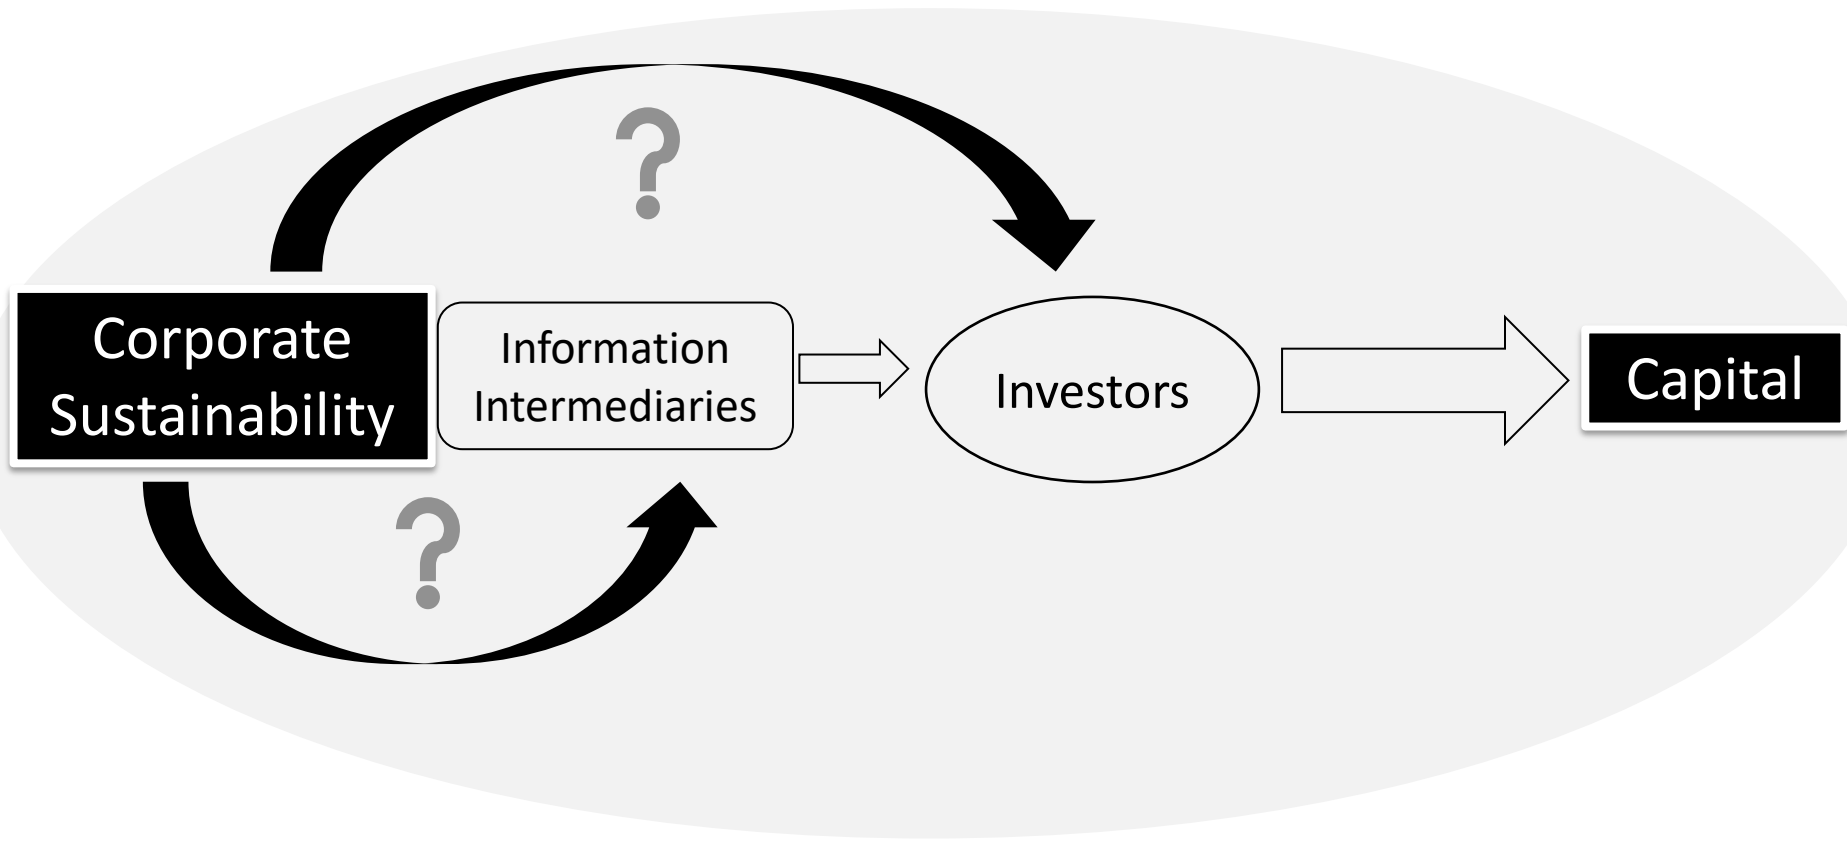 ?
Corporate
Sustainability
Information
Intermediaries
Investors
Capital
?